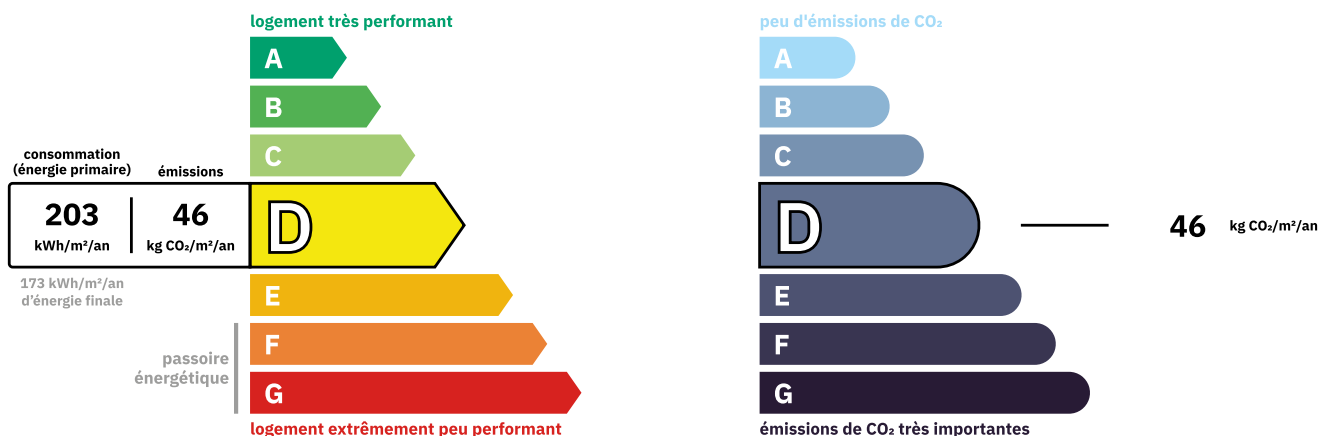 logement très performant
A
B
C
consommation
(énergie primaire)
émissions
203
kWh/m²/an
46
kg CO₂/m²/an
D
173 kWh/m²/an
d'énergie finale
E
passoire
énergétique
F
G
logement extrêmement peu performant
peu d'émissions de CO₂
A
B
C
D
46 kg CO₂/m²/an
E
F
G
émissions de CO₂ très importantes